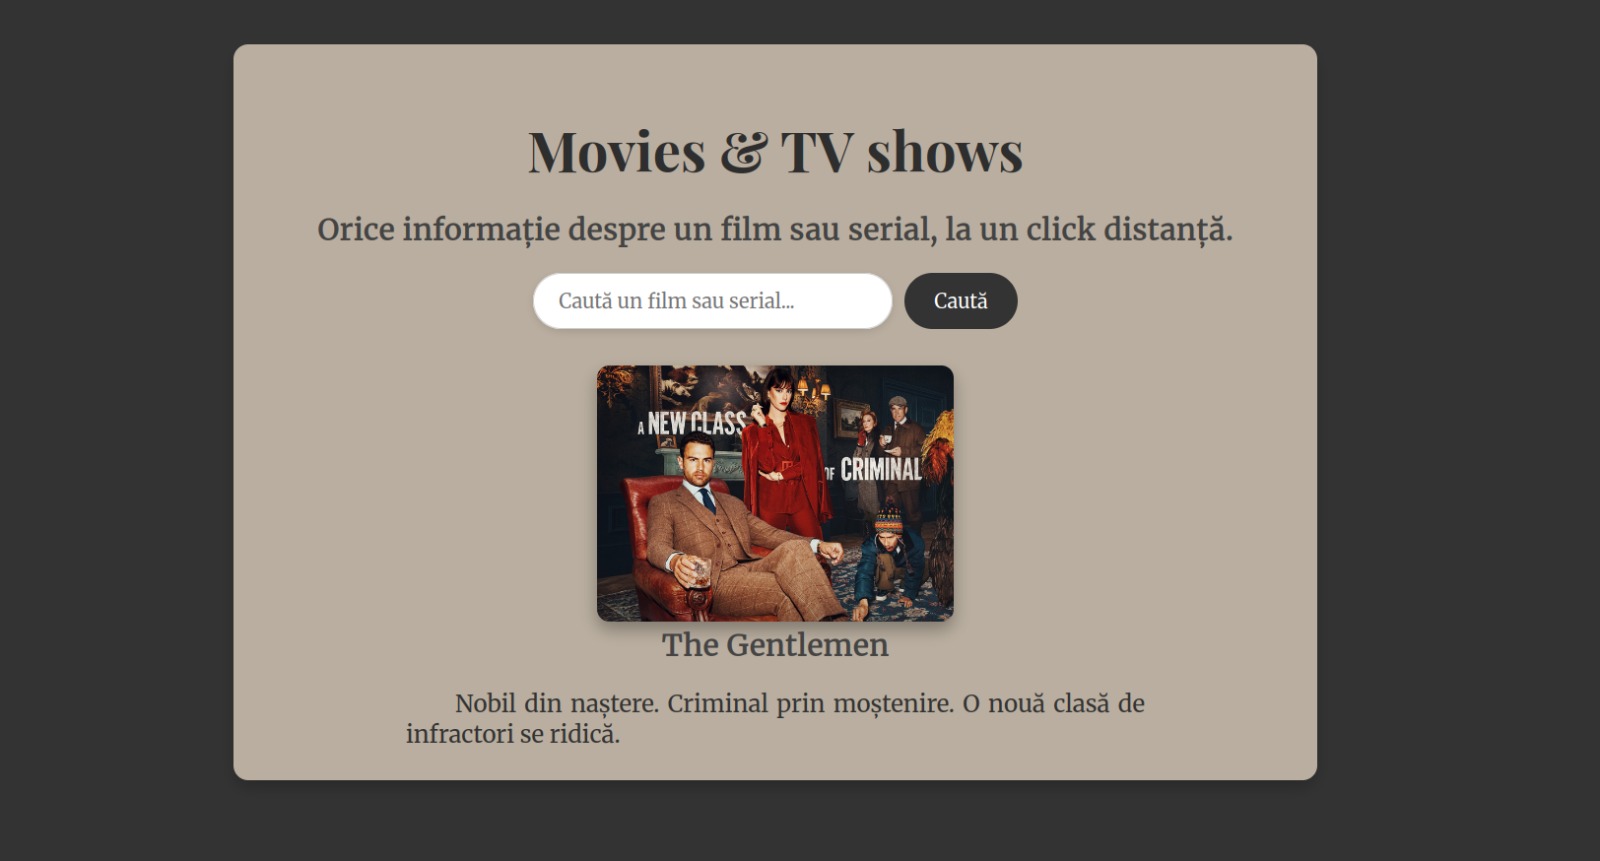 Movies & TV shows
Orice informație despre un film sau serial, la un click distanță.
Caută un film sau serial...
Caută
A NEW CLASS
OF CRIMINAL
The Gentlemen
Nobil din naștere. Criminal prin moștenire. O nouă clasă de
infractori se ridică.